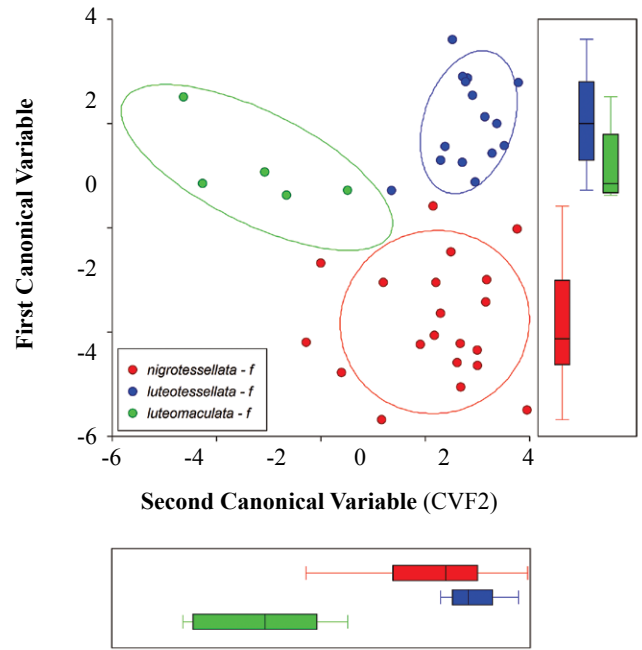 4
2
0
-2
-4
-6
First Canonical Variable
nigrotessellata - f
luteotessellata - f
luteomaculata - f
-6 -4 -2 0 2 4
Second Canonical Variable (CVF2)